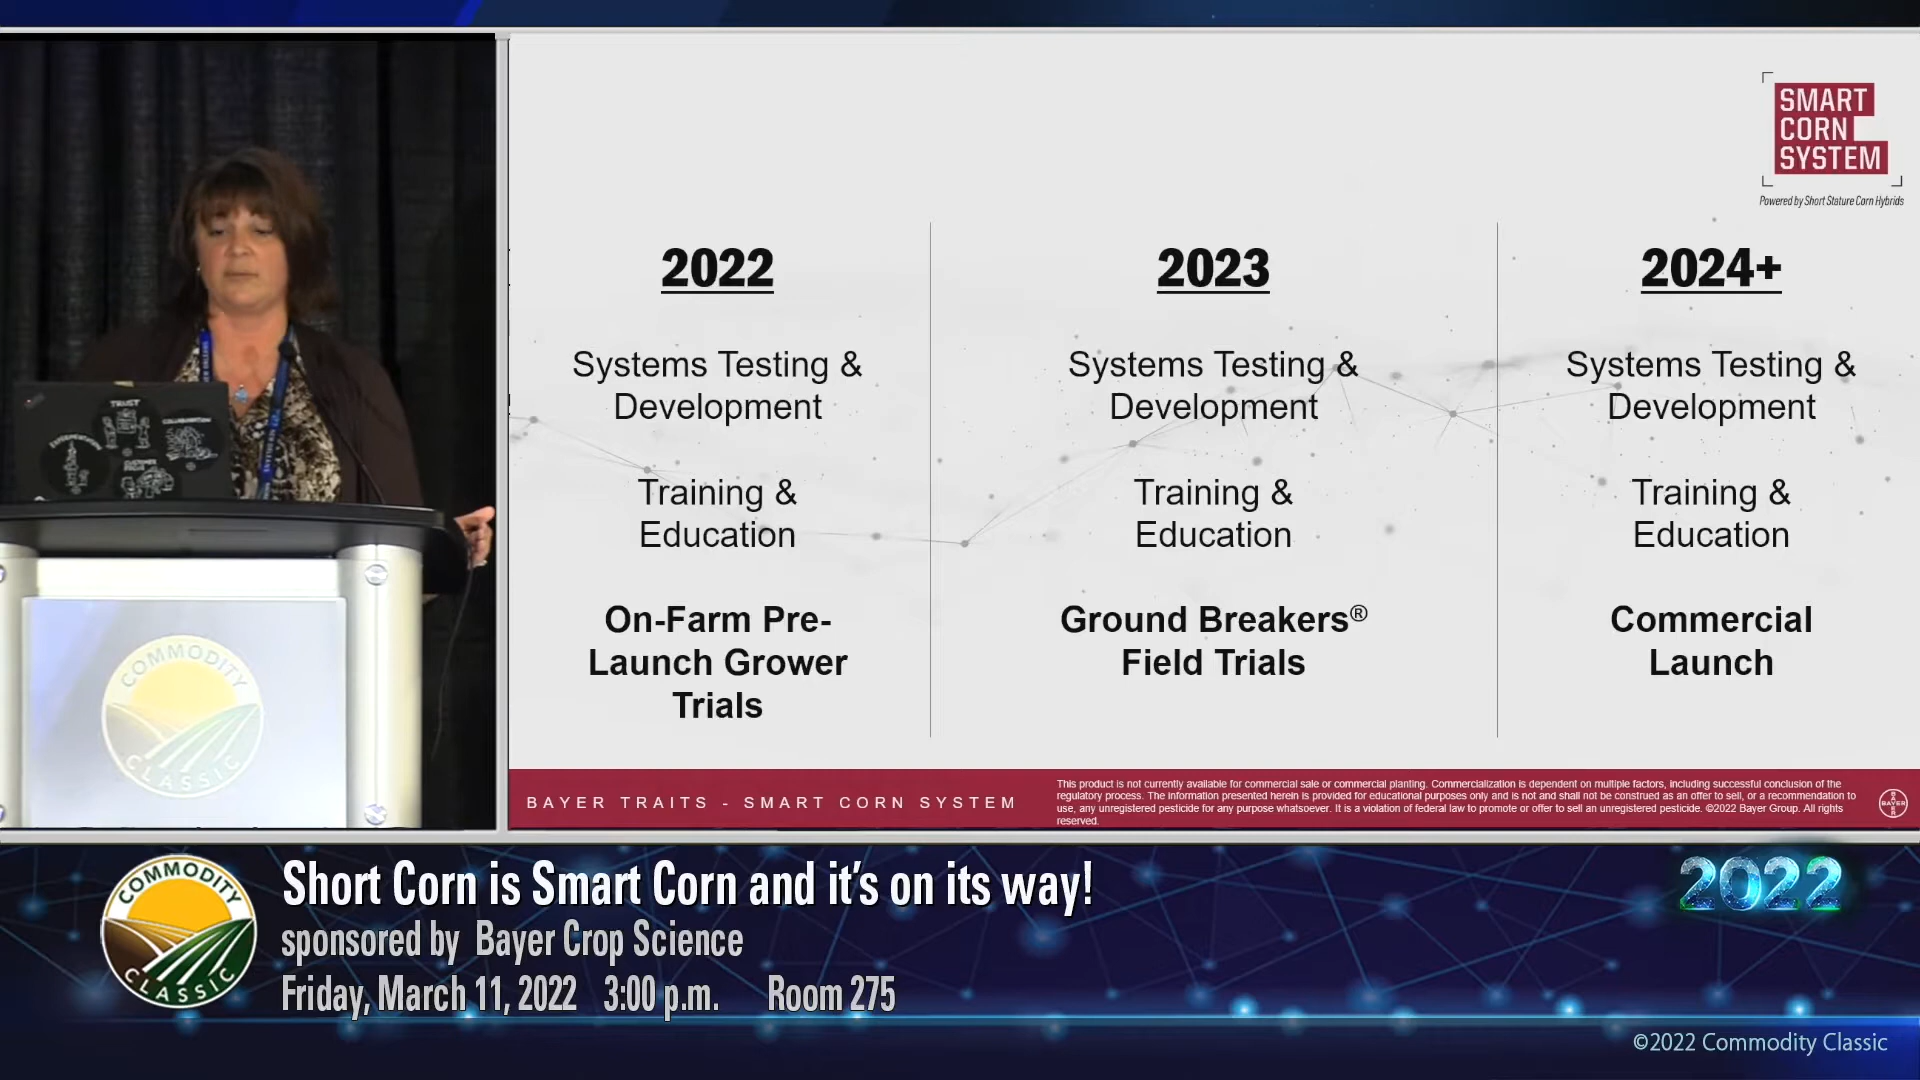 SMART
CORN
SYSTEM
Powered by Short Stature Corn Hybrids
2022
Systems Testing &
Development
Training &
Education
On-Farm Pre-
Launch Grower
Trials
2023
Systems Testing &
Development
Training &
Education
Ground Breakers®
Field Trials
2024+
Systems Testing &
Development
Training &
Education
Commercial
Launch
TRUST
COMMODITY
CLASSIC
BAYER TRAITS - SMART CORN SYSTEM
This product is not currently available for commercial sale or commercial planting. Commercialization is dependent on multiple factors, including successful conclusion of the
regulatory process. The information presented herein is provided for educational purposes only and is not and shall not be construed as an offer to sell, or a recommendation to
use, any unregistered pesticide for any purpose whatsoever. It is a violation of federal law to promote or offer to sell an unregistered pesticide. ©2022 Bayer Group. All rights
reserved.
BAYER
COMMODITY
CLASSIC
Short Corn is Smart Corn and it's on its way!
sponsored by Bayer Crop Science
Friday, March 11, 2022 3:00 p.m. Room 275
2022
©2022 Commodity Classic